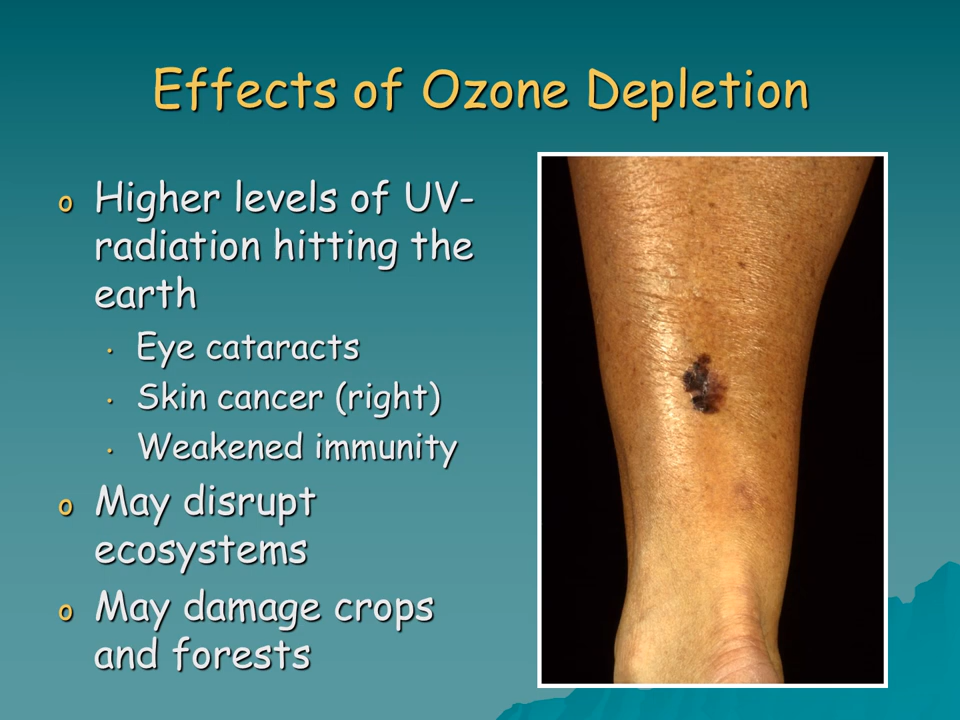 Effects of Ozone Depletion
o Higher levels of UV-
radiation hitting the
earth
• Eye cataracts
• Skin cancer (right)
• Weakened immunity
o May disrupt
ecosystems
o May damage crops
and forests